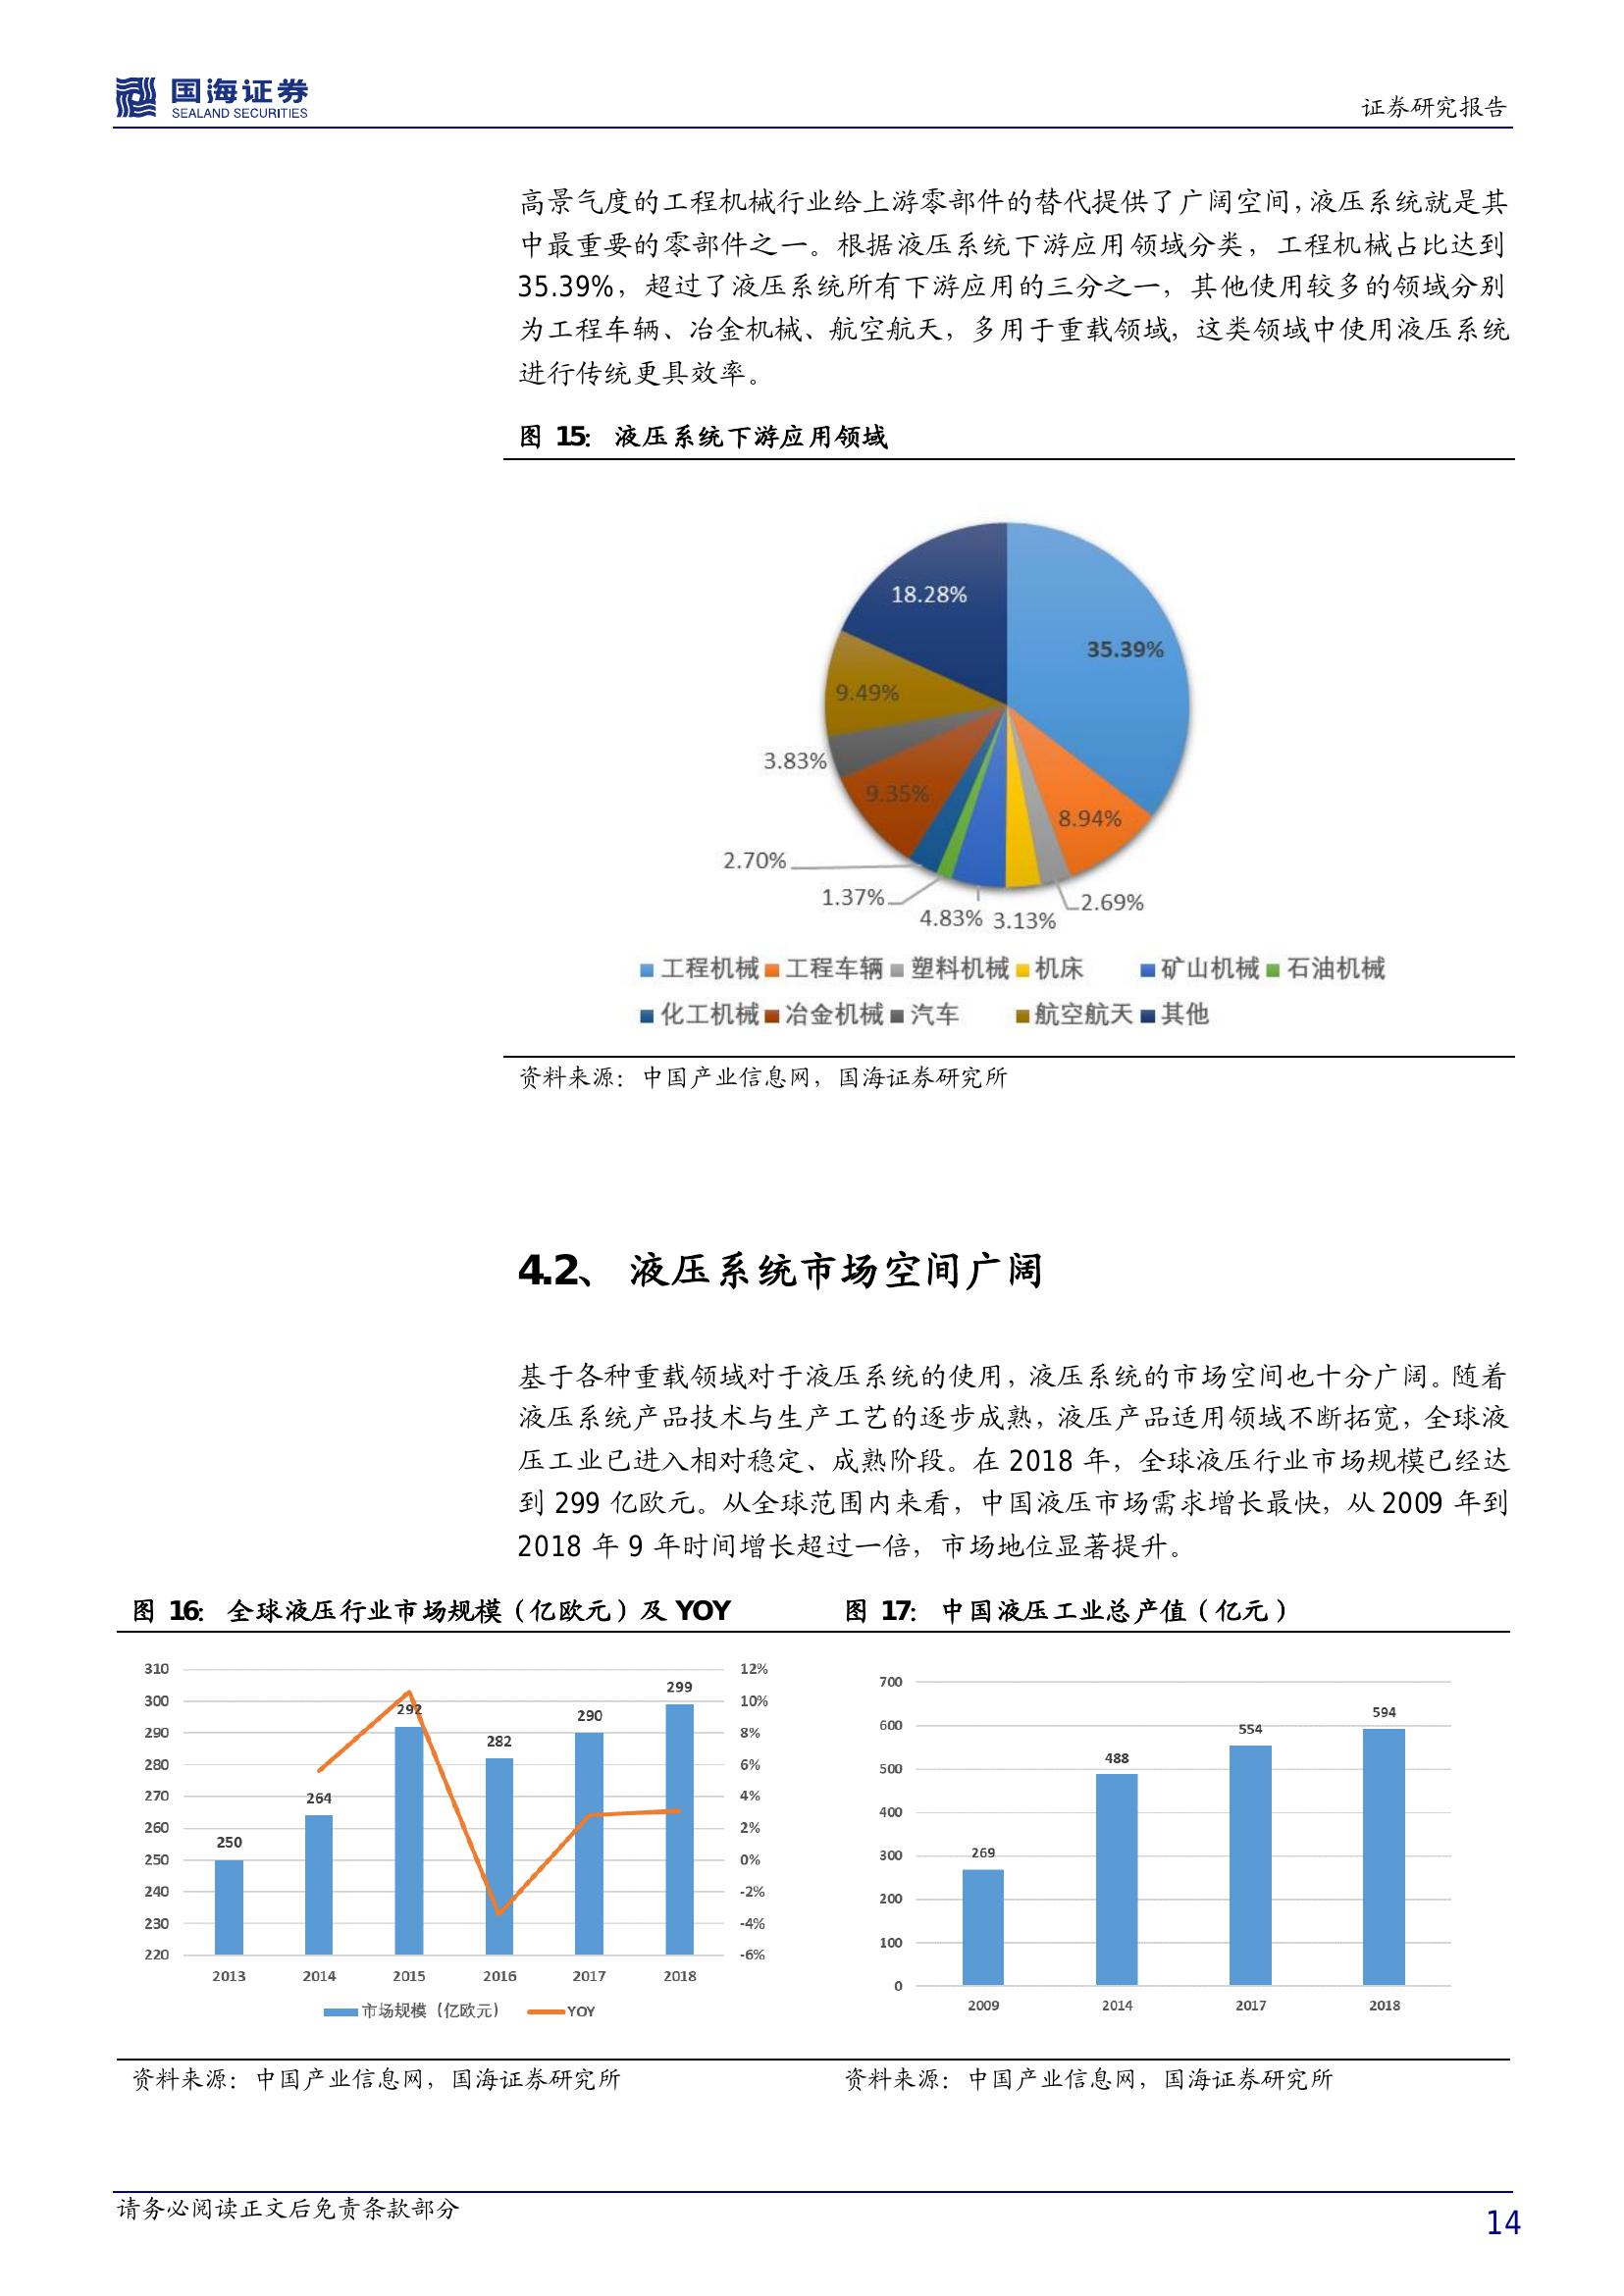 国海证券
SEALAND SECURITIES
证券研究报告
高景气度的工程机械行业给上游零部件的替代提供了广阔空间，液压系统就是其
中最重要的零部件之一。根据液压系统下游应用领域分类，工程机械占比达到
35.39%，超过了液压系统所有下游应用的三分之一，其他使用较多的领域分别
为工程车辆、冶金机械、航空航天，多用于重载领域，这类领域中使用液压系统
进行传统更具效率。
图 15： 液压系统下游应用领域
18.28%
35.39%
9.49%
3.83%
9.35%
8.94%
2.70%
1.37%
2.69%
4.83%
3.13%
工程机械 工程车辆 塑料机械 机床 矿山机械 石油机械
化工机械 冶金机械 汽车 航空航天 其他
资料来源：中国产业信息网，国海证券研究所
4.2、 液压系统市场空间广阔
基于各种重载领域对于液压系统的使用，液压系统的市场空间也十分广阔。随着
液压系统产品技术与生产工艺的逐步成熟，液压产品适用领域不断拓宽，全球液
压工业已进入相对稳定、成熟阶段。在 2018 年，全球液压行业市场规模已经达
到 299 亿欧元。从全球范围内来看，中国液压市场需求增长最快，从 2009 年到
2018 年 9 年时间增长超过一倍，市场地位显著提升。
图 16： 全球液压行业市场规模（亿欧元）及 YOY
310
300
290
280
270
260
250
240
230
220
250
264
292
282
290
299
12%
10%
8%
6%
4%
2%
0%
-2%
-4%
-6%
2013 2014 2015 2016 2017 2018
市场规模（亿欧元） YOY
资料来源：中国产业信息网，国海证券研究所
图 17： 中国液压工业总产值（亿元）
700
600
500
400
300
200
100
0
269
488
554
594
2009 2014 2017 2018
资料来源：中国产业信息网，国海证券研究所
请务必阅读正文后免责条款部分
14